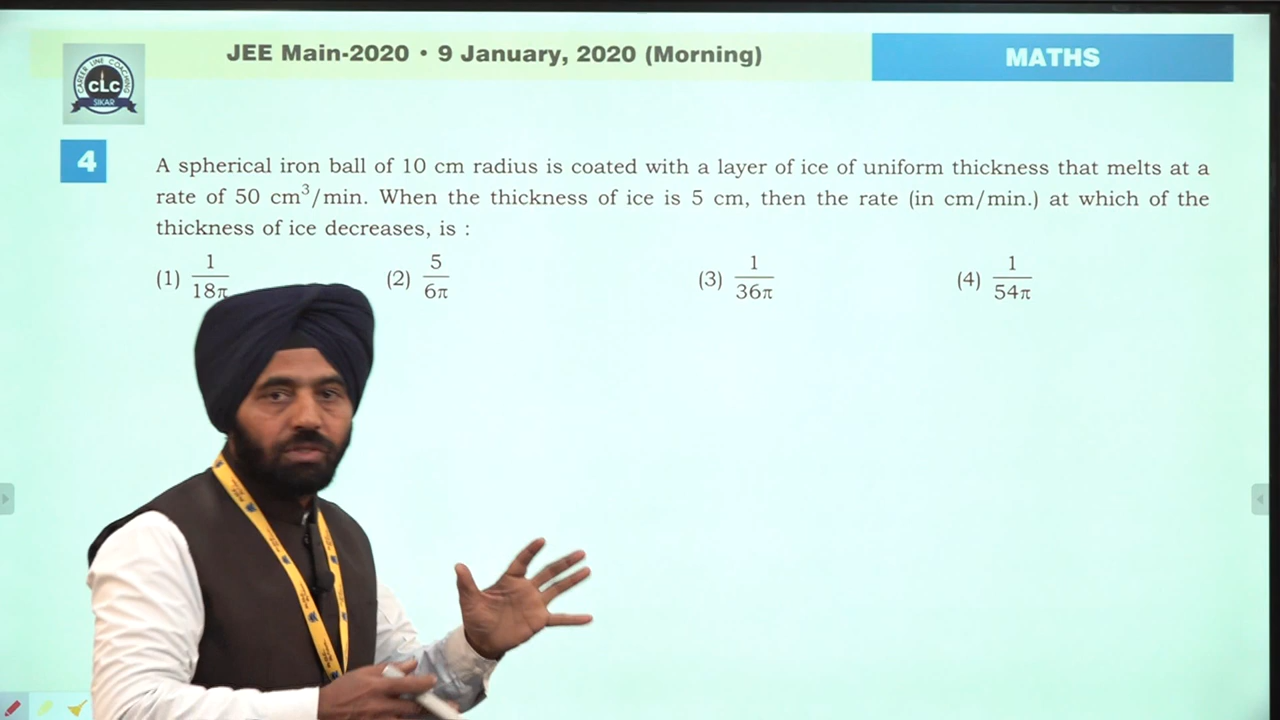 JEE Main-2020 • 9 January, 2020 (Morning)
MATHS
CAREER LINE COACHING
CLC
SIKAR
4
A spherical iron ball of 10 cm radius is coated with a layer of ice of uniform thickness that melts at a
rate of 50 cm³/min. When the thickness of ice is 5 cm, then the rate (in cm/min.) at which of the
thickness of ice decreases, is :
(1) 1/18π (2) 5/6π (3) 1/36π (4) 1/54π